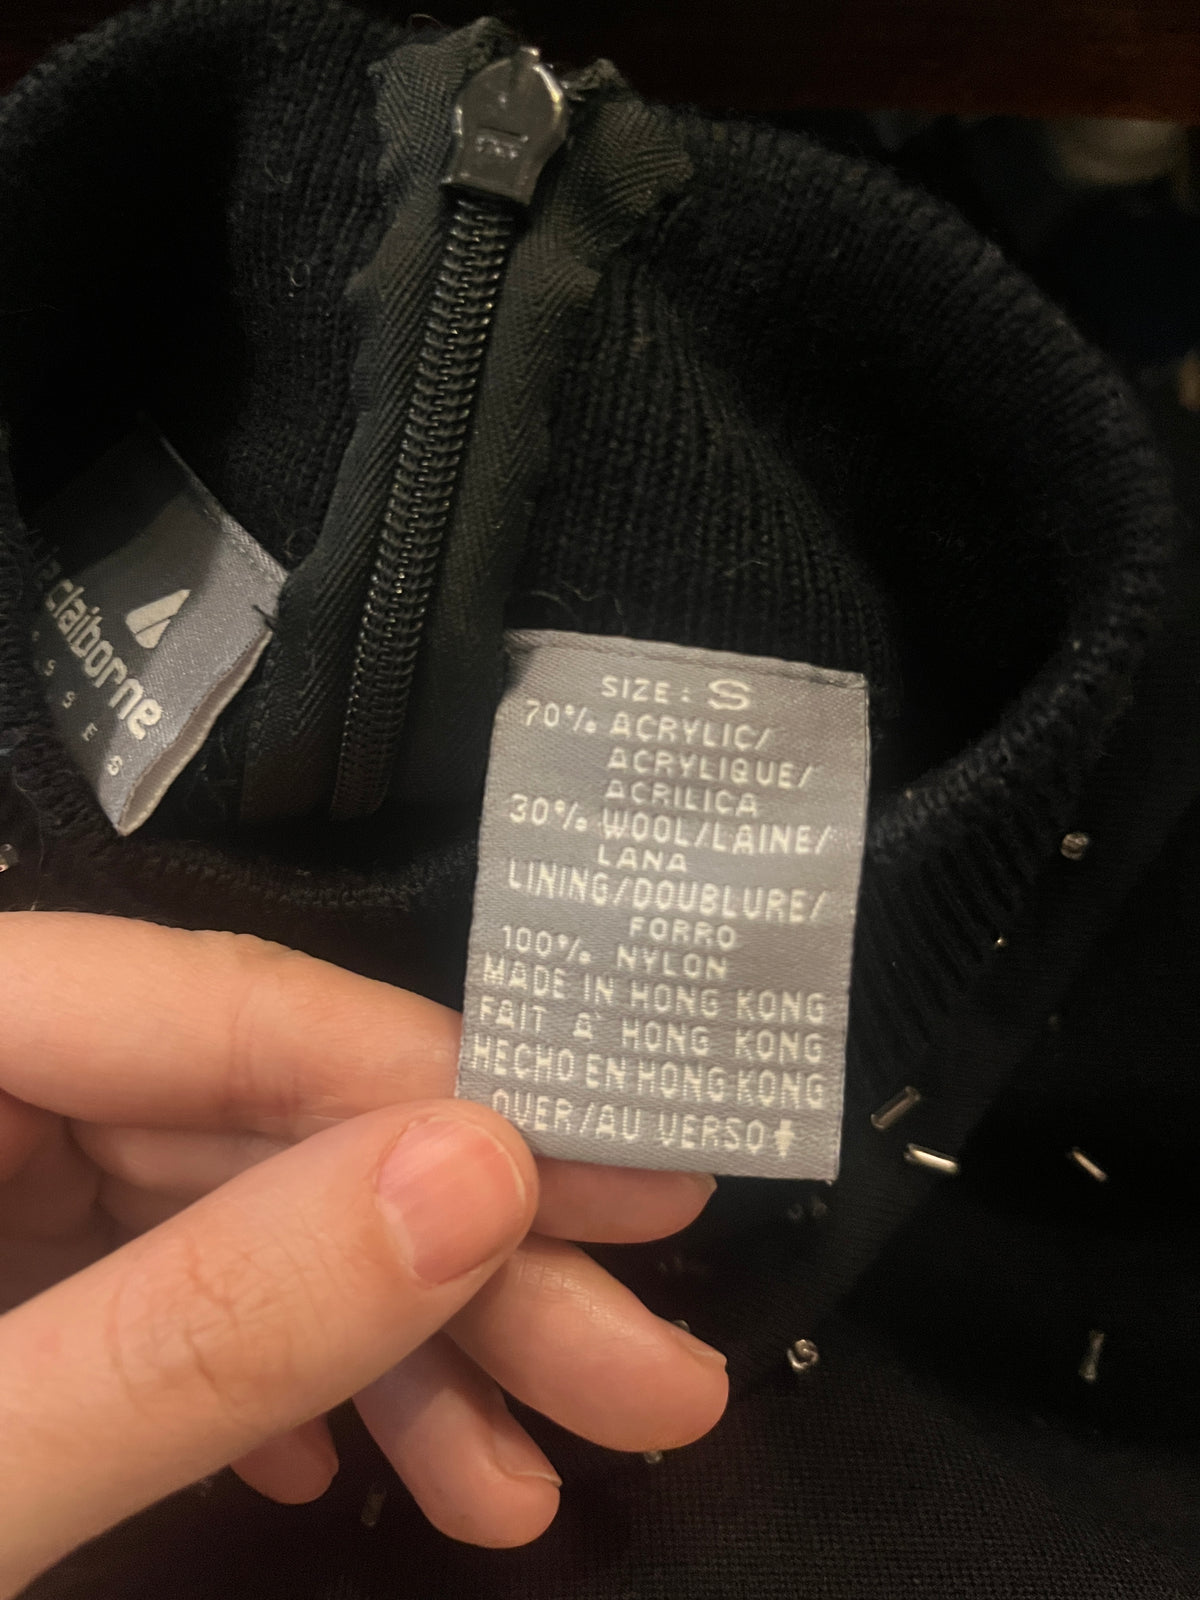 claiborne
S S E S
SIZE: S
70% ACRYLIC/
ACRYLIQUE/
ACRILICA
30% WOOL/LAINE/
LANA
LINING/DOUBLURE/
FORRO
100% NYLON
MADE IN HONG KONG
FAIT À HONG KONG
HECHO EN HONG KONG
OVER/AU VERSO